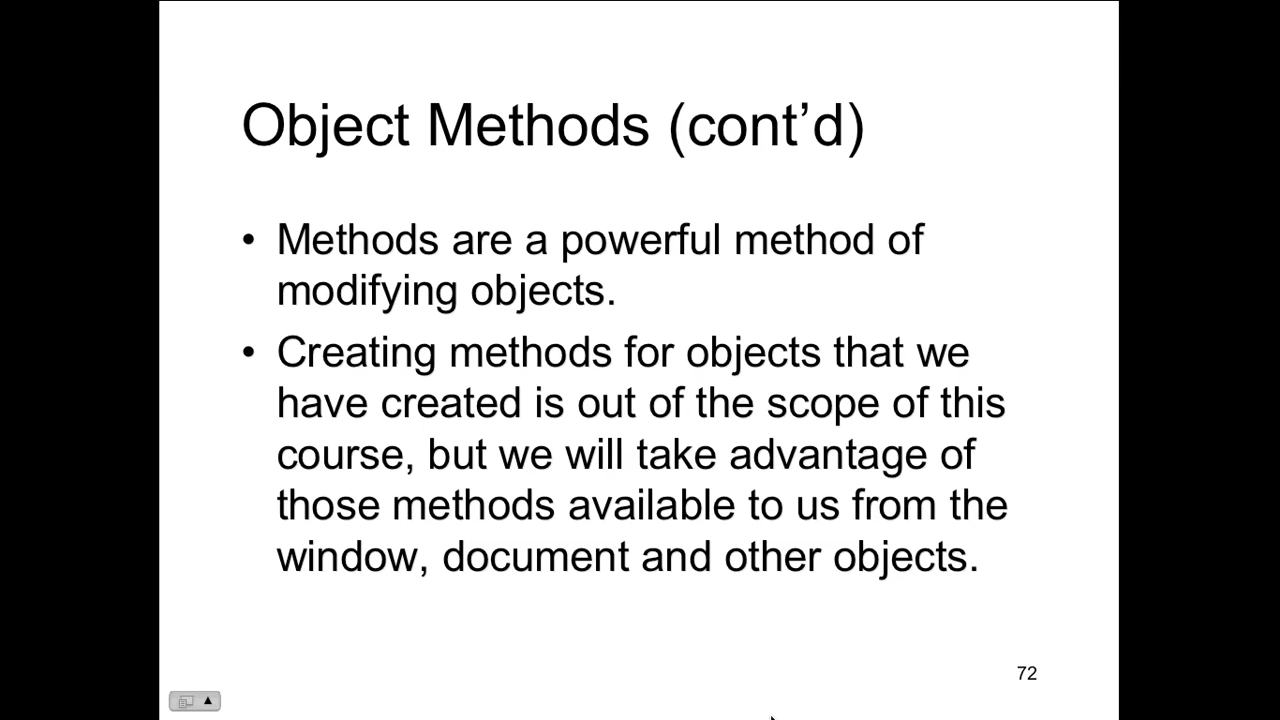 Object Methods (cont’d)
• Methods are a powerful method of
modifying objects.
• Creating methods for objects that we
have created is out of the scope of this
course, but we will take advantage of
those methods available to us from the
window, document and other objects.
72